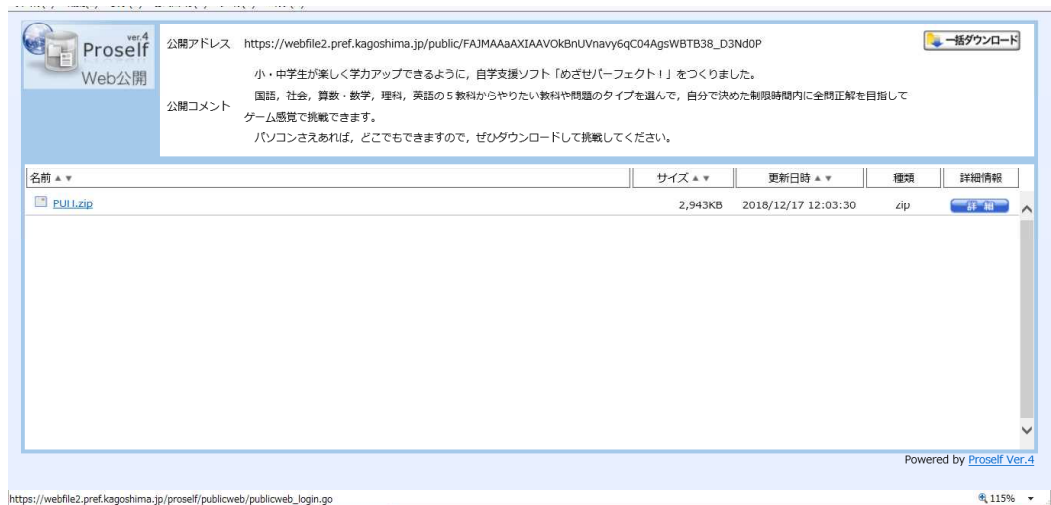 ver.4
Proself
Web公開
公開アドレス https://webfile2.pref.kagoshima.jp/public/FAJMAAaAXIAAVOkBnUVnavy6qC04AgsWBTB38_D3Nd0P
一括ダウンロード
公開コメント
小・中学生が楽しく学力アップできるように，自学支援ソフト「めざせパーフェクト！」をつくりました。
国語，社会，算数・数学，理科，英語の５教科からやりたい教科や問題のタイプを選んで，自分で決めた制限時間内に全問正解を目指して
ゲーム感覚で挑戦できます。
パソコンさえあれば，どこでもできますので，ぜひダウンロードして挑戦してください。
名前 ▲ ▼ サイズ ▲ ▼ 更新日時 ▲ ▼ 種類 詳細情報
2,943KB 2018/12/17 12:03:30 zip 詳細
Powered by Proself Ver.4
https://webfile2.pref.kagoshima.jp/proself/publicweb/publicweb_login.go
115%